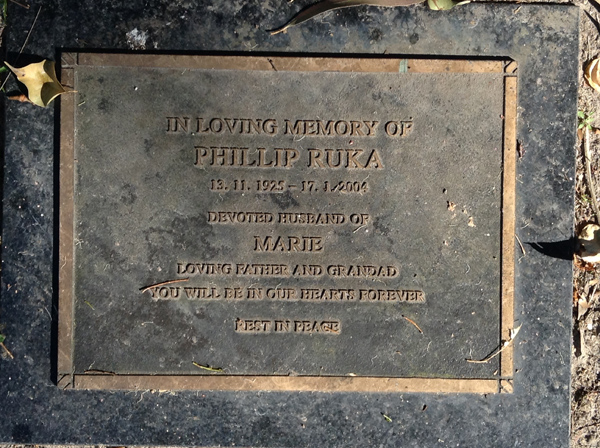 IN LOVING MEMORY OF
PHILLIP RUKA
13. 11. 1925 – 17. 1. 2004
DEVOTED HUSBAND OF
MARIE
LOVING FATHER AND GRANDAD
YOU WILL BE IN OUR HEARTS FOREVER
REST IN PEACE